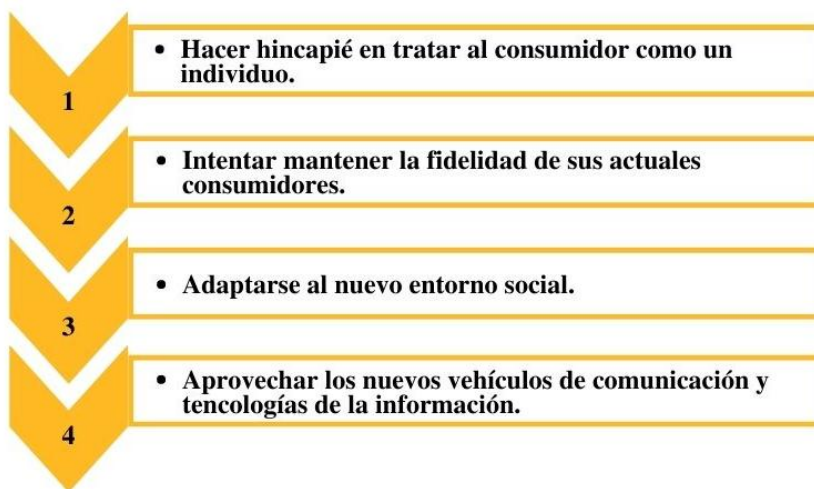 • Hacer hincapié en tratar al consumidor como un
individuo.
1
• Intentar mantener la fidelidad de sus actuales
consumidores.
2
• Adaptarse al nuevo entorno social.
3
• Aprovechar los nuevos vehículos de comunicación y
tencologías de la información.
4